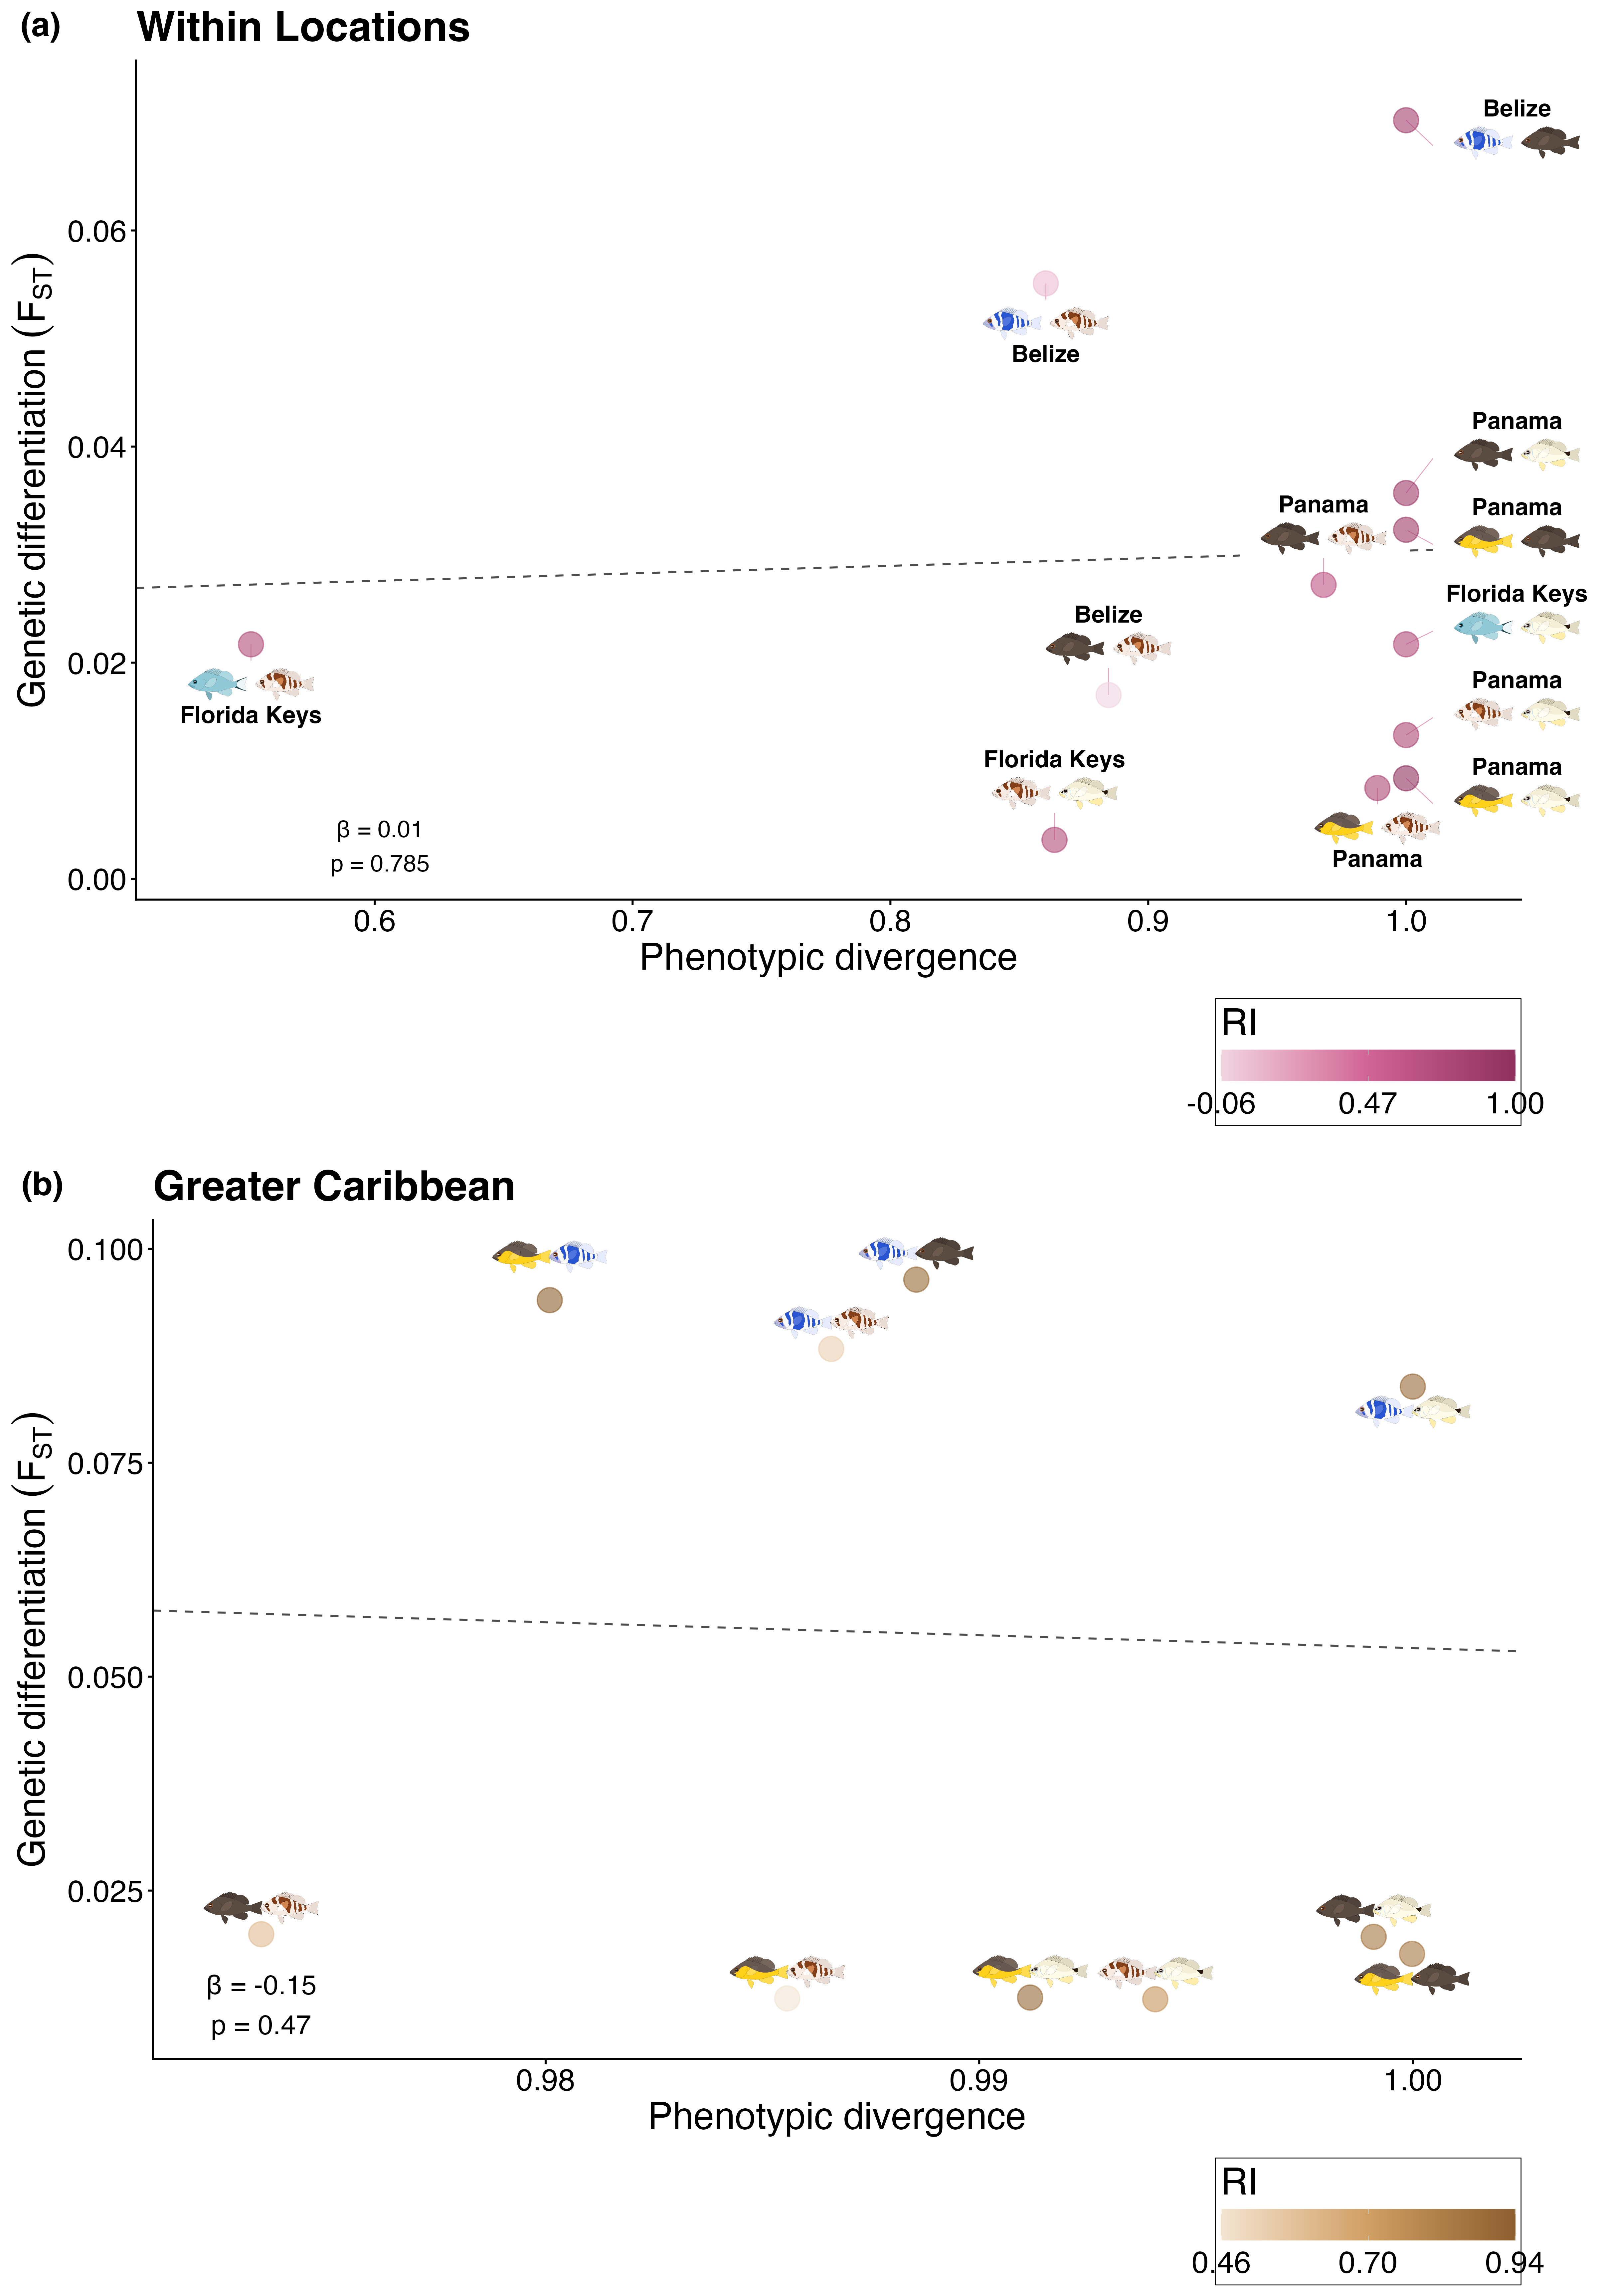 (a) Within Locations
Genetic differentiation (FST)
0.06
0.04
0.02
0.00
Belize
Belize
Panama
Panama
Panama
Florida Keys
Belize
Panama
Florida Keys
Florida Keys
Panama
Panama
β = 0.01
p = 0.785
0.6 0.7 0.8 0.9 1.0
Phenotypic divergence
RI
-0.06 0.47 1.00
(b) Greater Caribbean
Genetic differentiation (FST)
0.100
0.075
0.050
0.025
β = -0.15
p = 0.47
0.98 0.99 1.00
Phenotypic divergence
RI
0.46 0.70 0.94